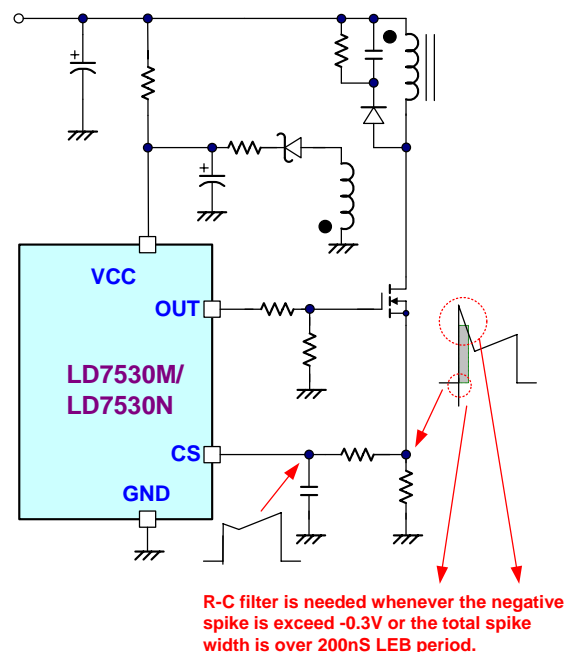 +
+
VCC
OUT
LD7530M/
LD7530N
CS
GND
R-C filter is needed whenever the negative
spike is exceed -0.3V or the total spike
width is over 200nS LEB period.